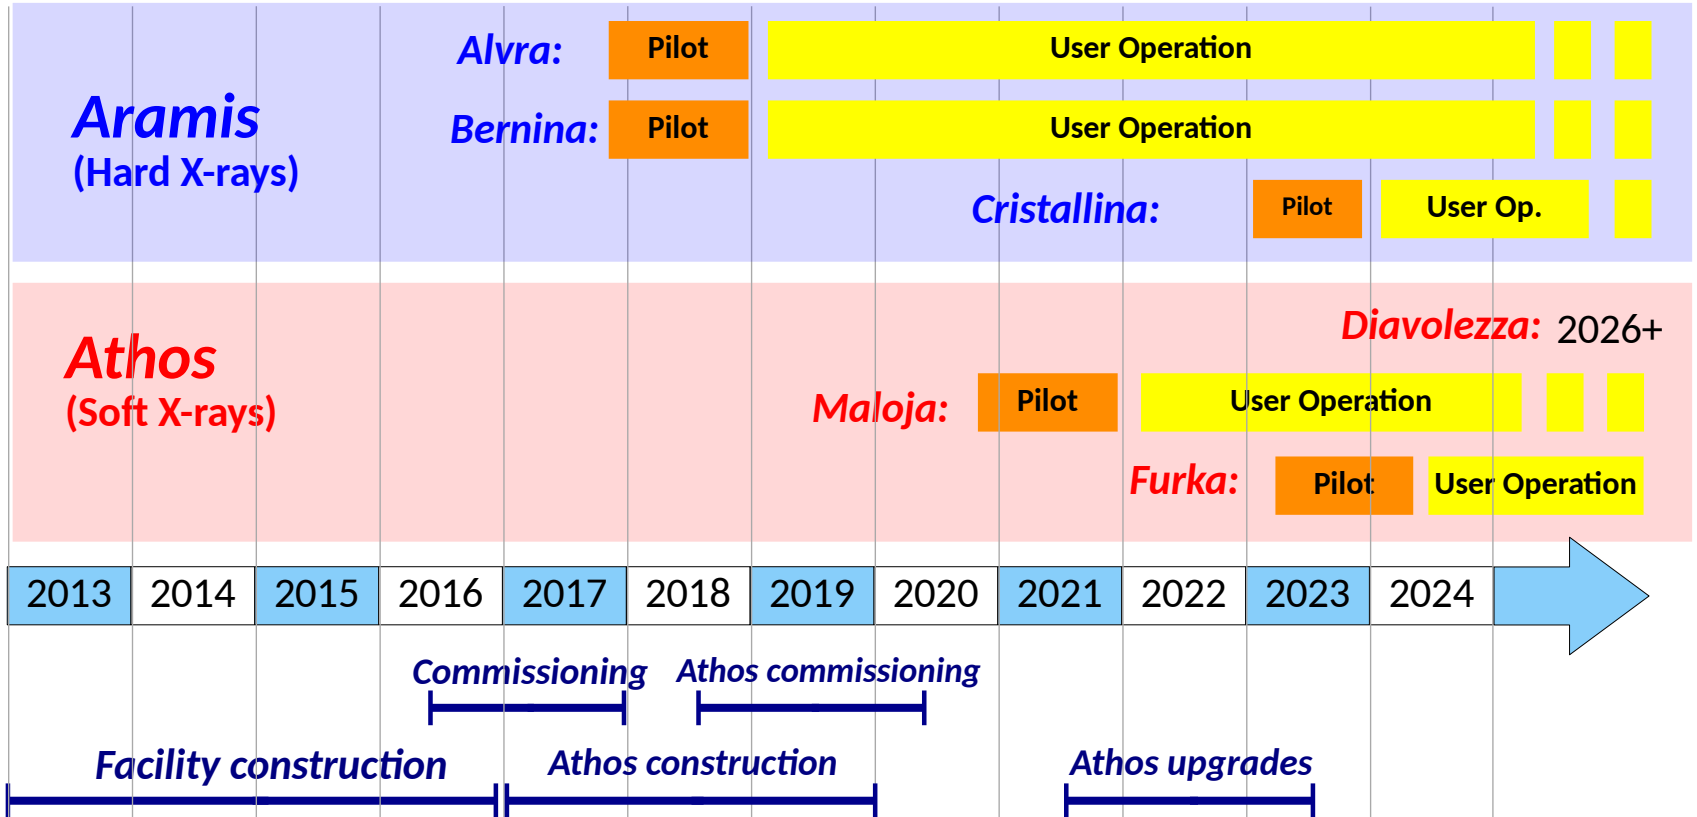 Alvra: Pilot User Operation
Aramis
(Hard X-rays)
Bernina: Pilot User Operation
Cristallina: Pilot User Op.
Diavolezza: 2026+
Athos
(Soft X-rays)
Maloja: Pilot User Operation
Furka: Pilot User Operation
2013 2014 2015 2016 2017 2018 2019 2020 2021 2022 2023 2024
Commissioning Athos commissioning
Facility construction Athos construction Athos upgrades